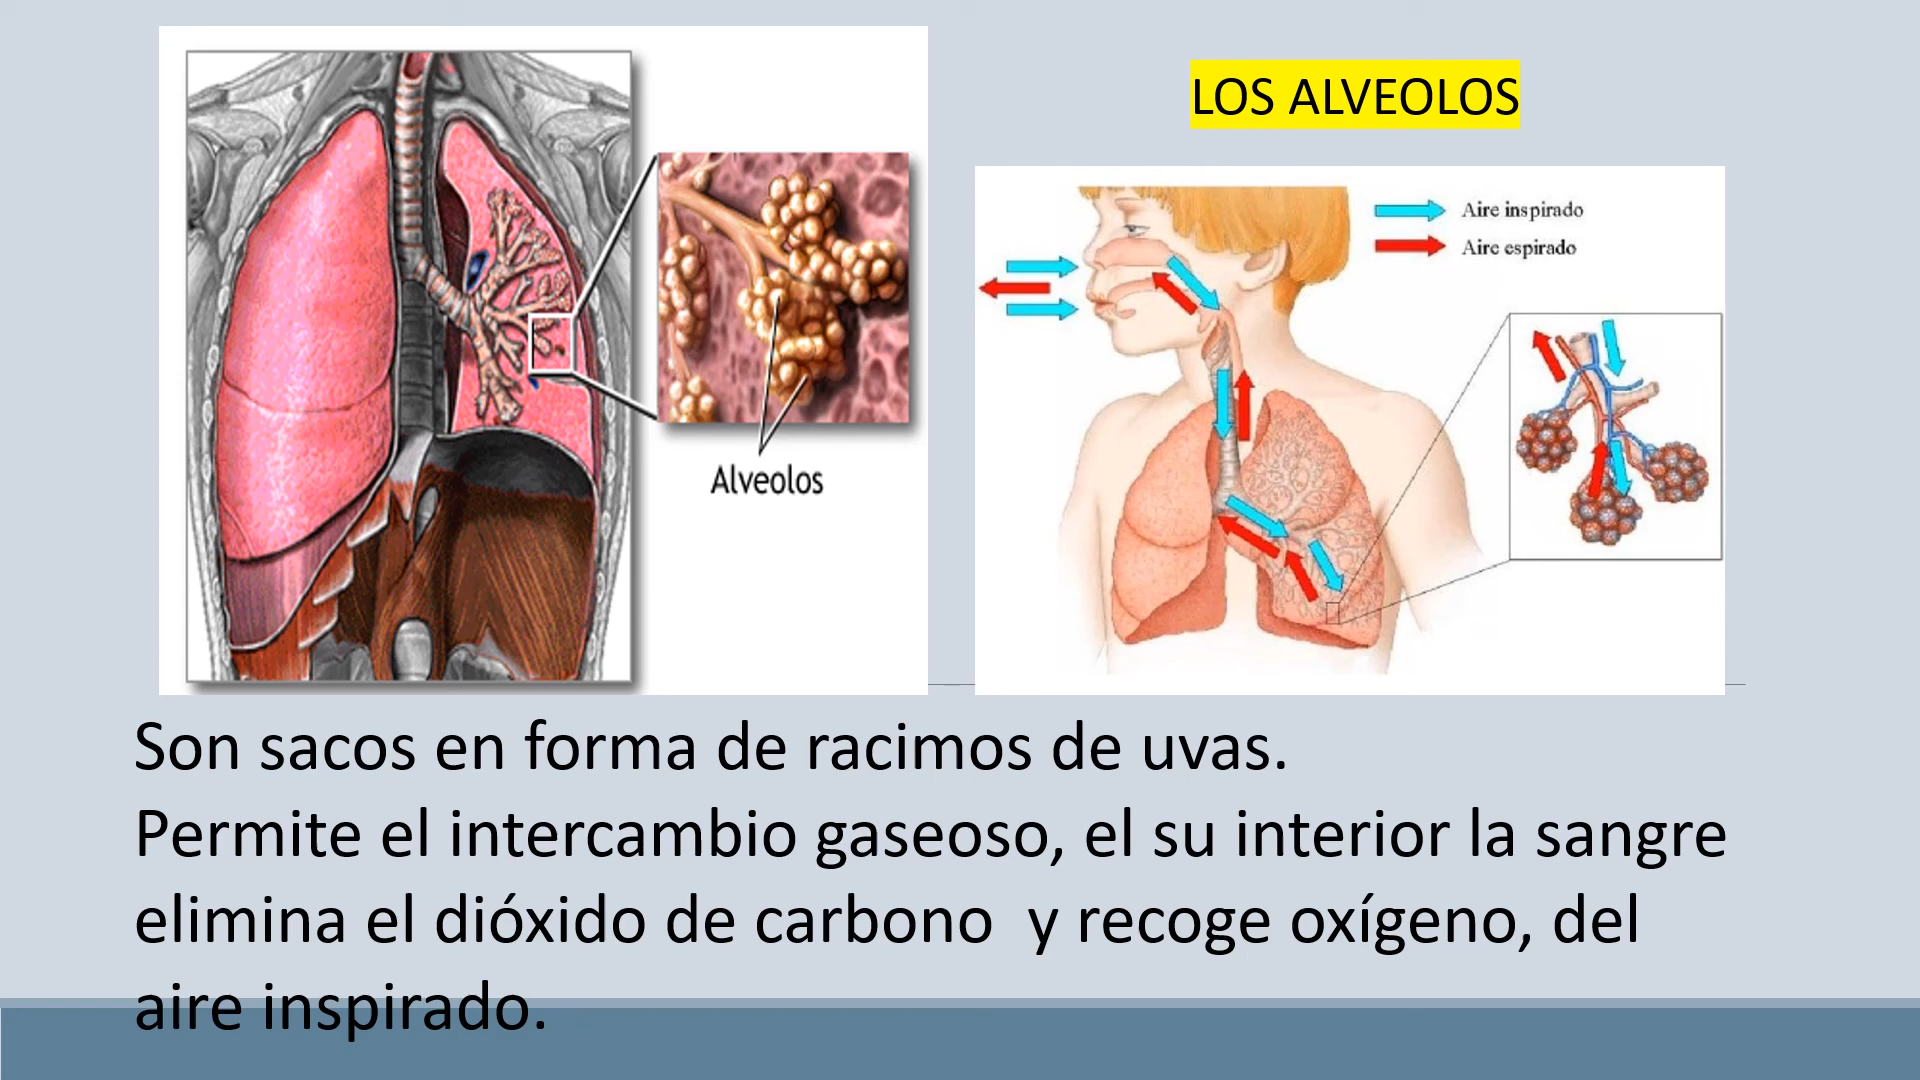 LOS ALVEOLOS
Alveolos
Aire inspirado
Aire espirado
Son sacos en forma de racimos de uvas.
Permite el intercambio gaseoso, el su interior la sangre
elimina el dióxido de carbono  y recoge oxígeno, del
aire inspirado.